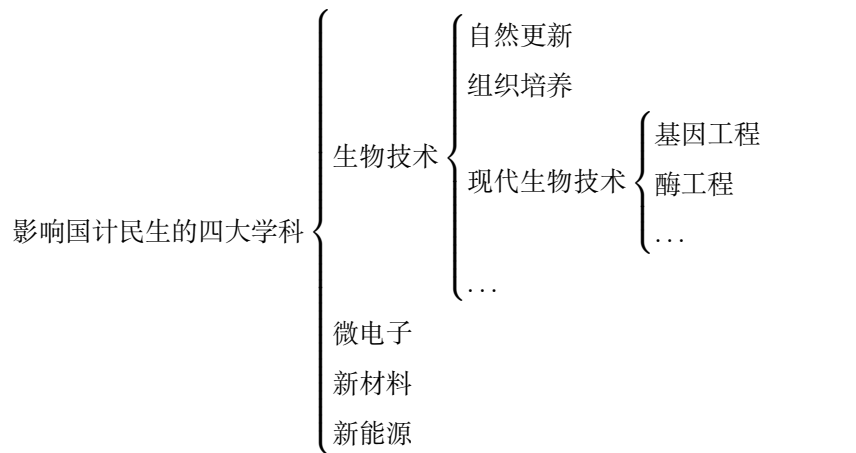 自然更新
组织培养
基因工程
生物技术
现代生物技术
酶工程
影响国计民生的四大学科
...
...
微电子
新材料
新能源